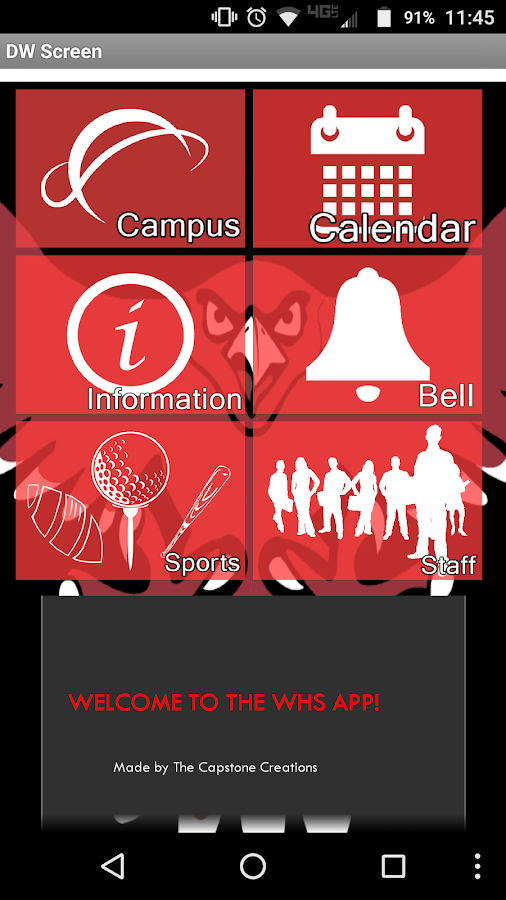 4G LTE 91% 11:45
DW Screen
Campus
Calendar
i
Information
Bell
Sports
Staff
WELCOME TO THE WHS APP!
Made by The Capstone Creations